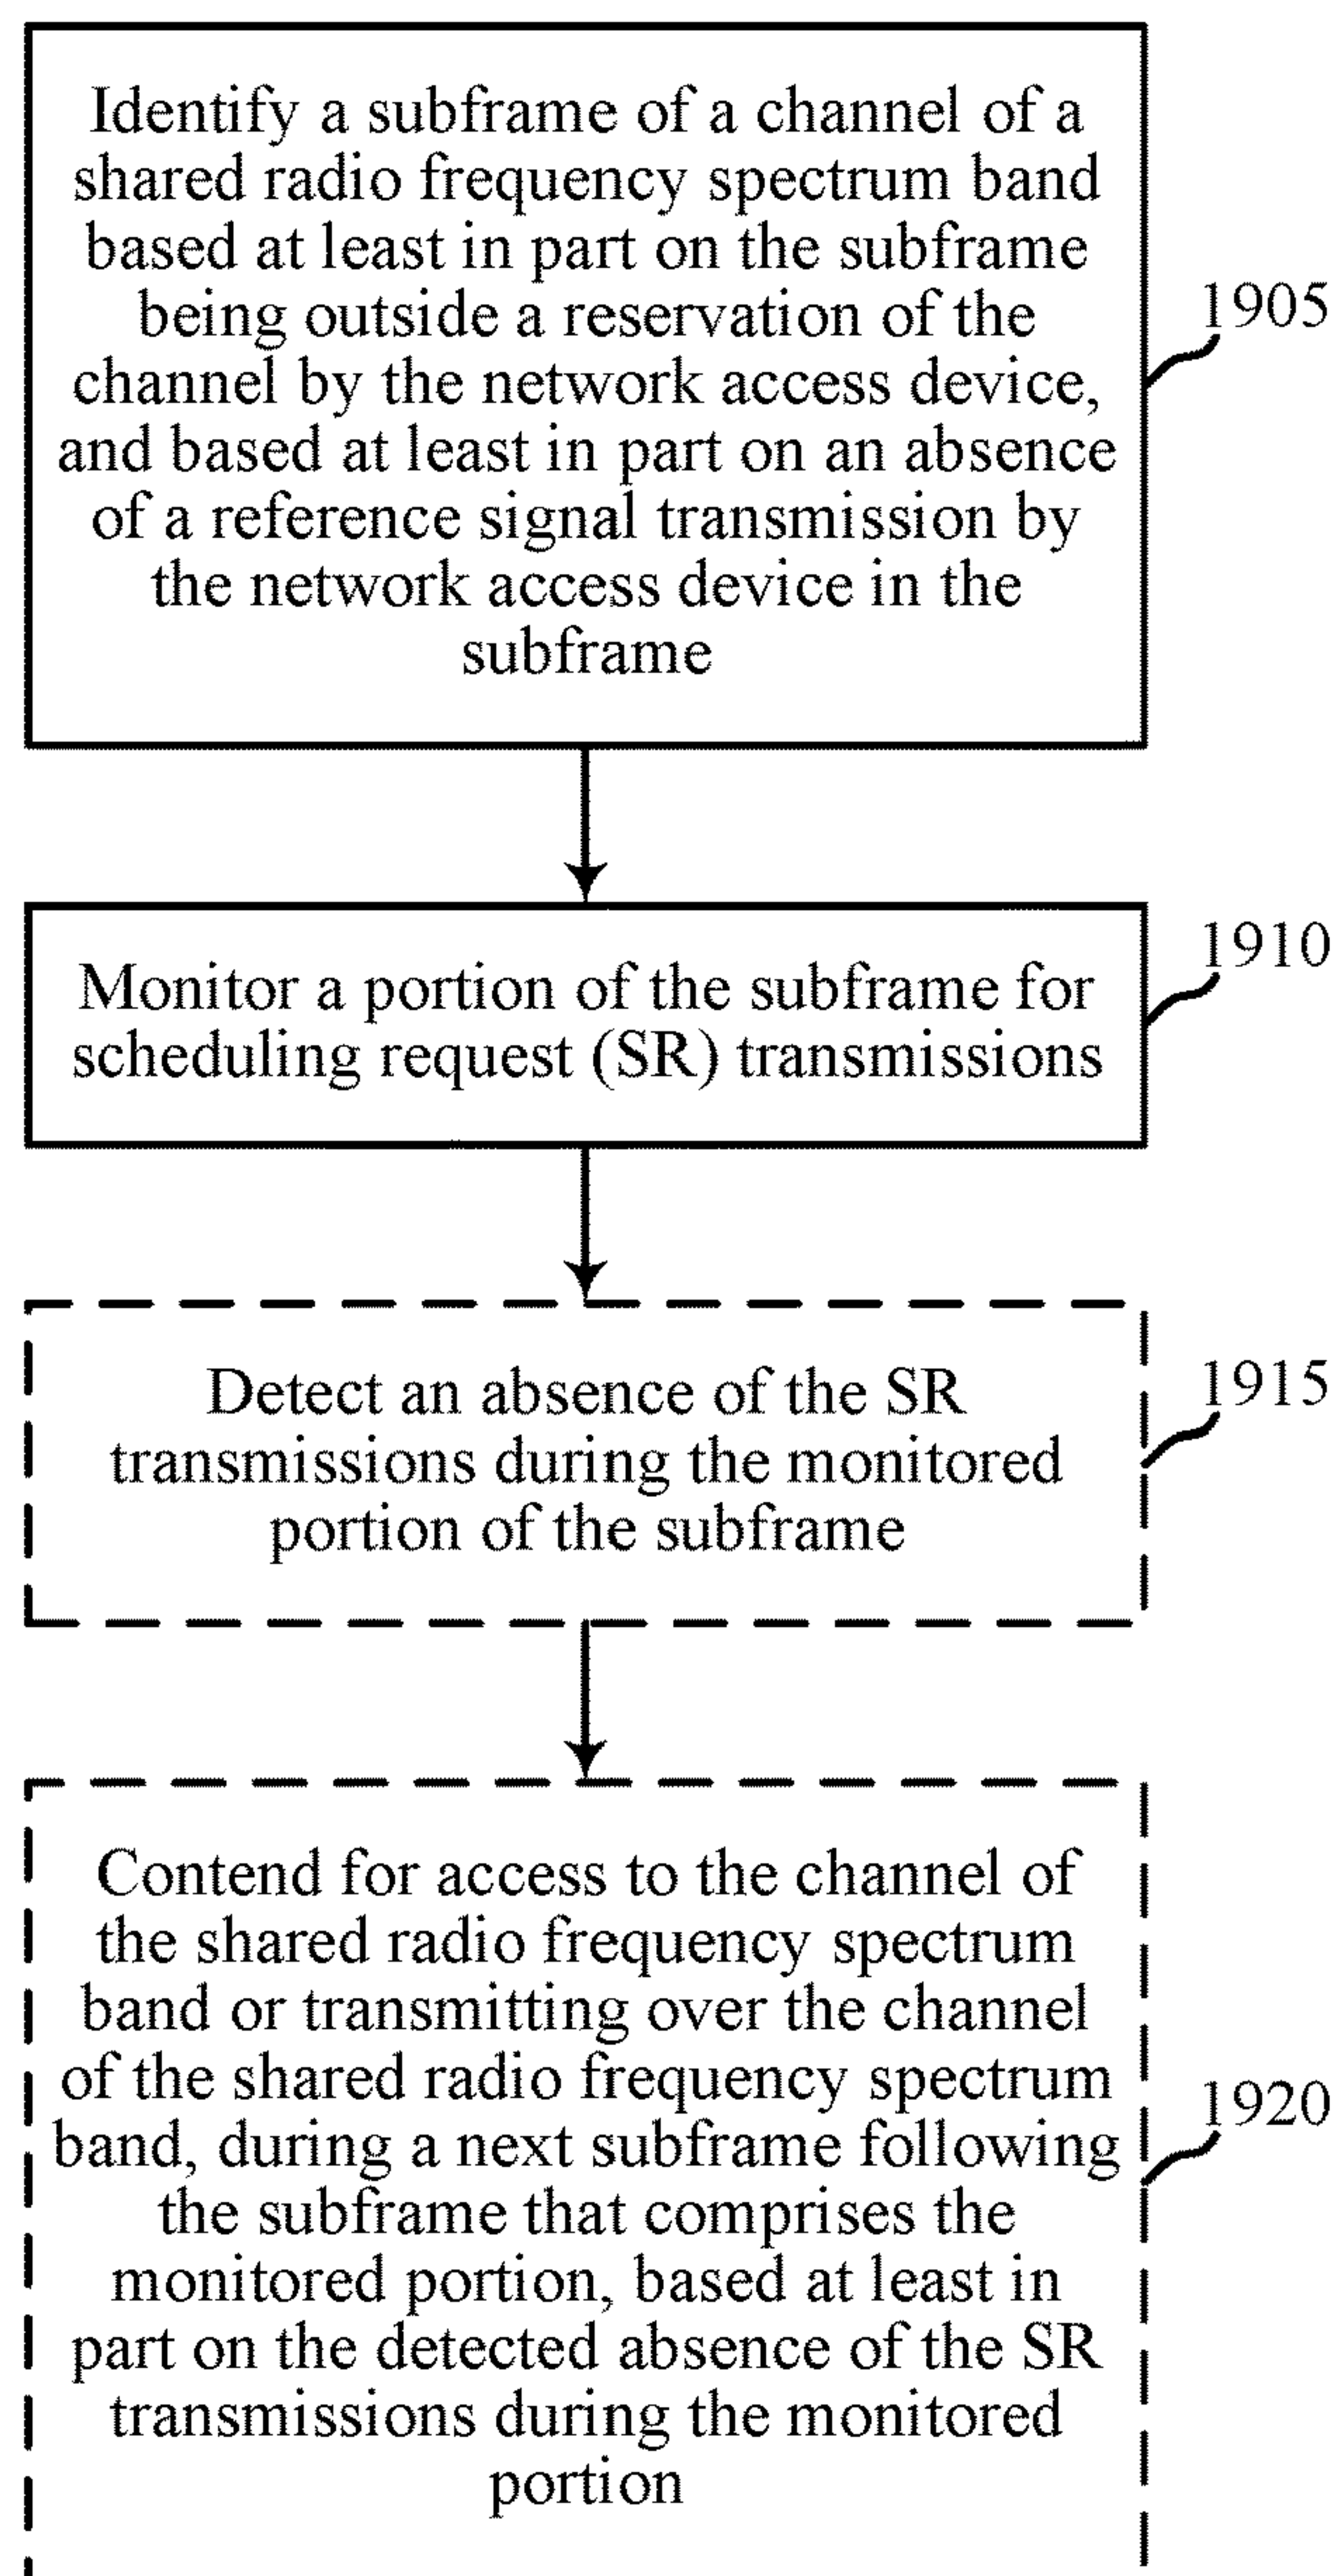 Identify a subframe of a channel of a
shared radio frequency spectrum band
based at least in part on the subframe
being outside a reservation of the
channel by the network access device,
and based at least in part on an absence
of a reference signal transmission by
the network access device in the
subframe
1905
Monitor a portion of the subframe for
scheduling request (SR) transmissions
1910
Detect an absence of the SR
transmissions during the monitored
portion of the subframe
1915
Contend for access to the channel of
the shared radio frequency spectrum
band or transmitting over the channel
of the shared radio frequency spectrum
band, during a next subframe following
the subframe that comprises the
monitored portion, based at least in
part on the detected absence of the SR
transmissions during the monitored
portion
1920